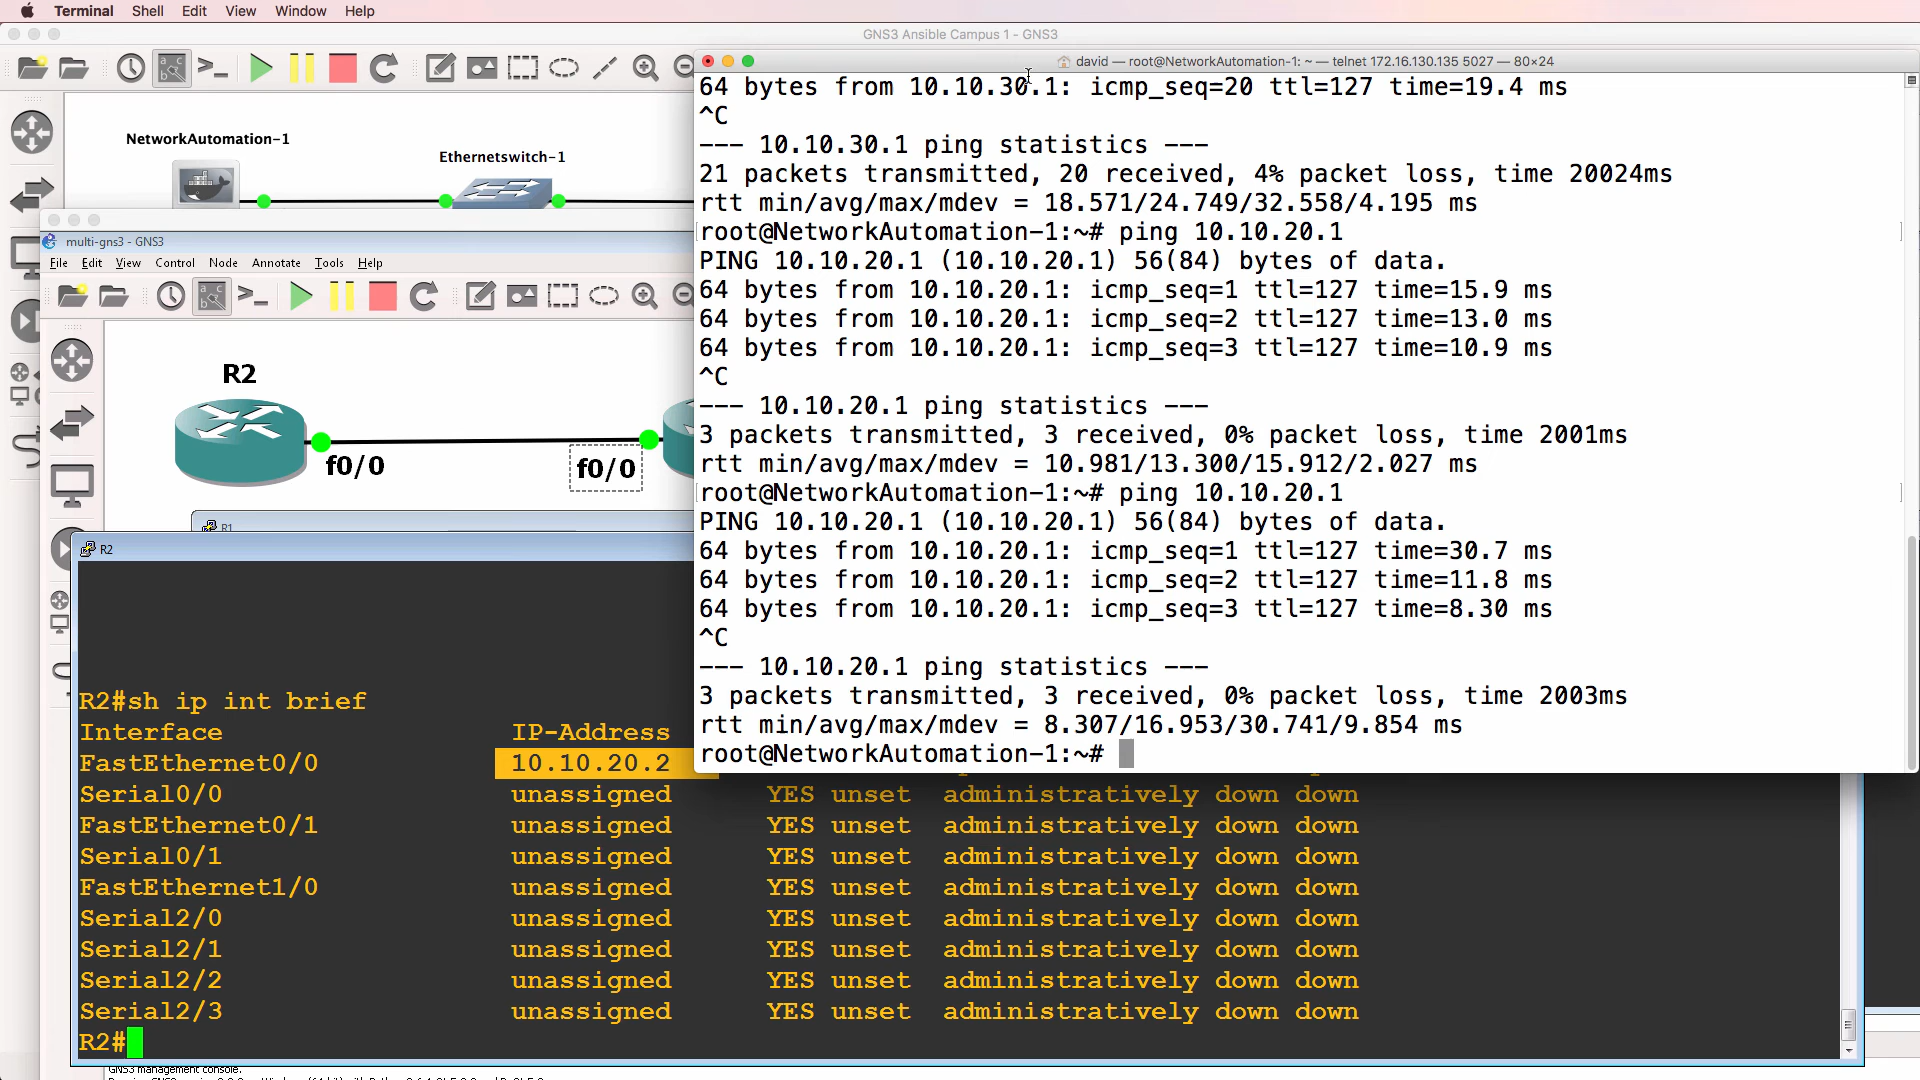 Terminal Shell Edit View Window Help
GNS3 Ansible Campus 1 - GNS3
NetworkAutomation-1
Ethernetswitch-1
multi-gns3 - GNS3
File Edit View Control Node Annotate Tools Help
R2
f0/0
f0/0
R1
R2
R2#sh ip int brief
Interface IP-Address
FastEthernet0/0 10.10.20.2
Serial0/0 unassigned YES unset administratively down down
FastEthernet0/1 unassigned YES unset administratively down down
Serial0/1 unassigned YES unset administratively down down
FastEthernet1/0 unassigned YES unset administratively down down
Serial2/0 unassigned YES unset administratively down down
Serial2/1 unassigned YES unset administratively down down
Serial2/2 unassigned YES unset administratively down down
Serial2/3 unassigned YES unset administratively down down
R2#
GNS3 management console.
david — root@NetworkAutomation-1: ~ — telnet 172.16.130.135 5027 — 80×24
64 bytes from 10.10.30.1: icmp_seq=20 ttl=127 time=19.4 ms
^C
--- 10.10.30.1 ping statistics ---
21 packets transmitted, 20 received, 4% packet loss, time 20024ms
rtt min/avg/max/mdev = 18.571/24.749/32.558/4.195 ms
root@NetworkAutomation-1:~# ping 10.10.20.1
PING 10.10.20.1 (10.10.20.1) 56(84) bytes of data.
64 bytes from 10.10.20.1: icmp_seq=1 ttl=127 time=15.9 ms
64 bytes from 10.10.20.1: icmp_seq=2 ttl=127 time=13.0 ms
64 bytes from 10.10.20.1: icmp_seq=3 ttl=127 time=10.9 ms
^C
--- 10.10.20.1 ping statistics ---
3 packets transmitted, 3 received, 0% packet loss, time 2001ms
rtt min/avg/max/mdev = 10.981/13.300/15.912/2.027 ms
root@NetworkAutomation-1:~# ping 10.10.20.1
PING 10.10.20.1 (10.10.20.1) 56(84) bytes of data.
64 bytes from 10.10.20.1: icmp_seq=1 ttl=127 time=30.7 ms
64 bytes from 10.10.20.1: icmp_seq=2 ttl=127 time=11.8 ms
64 bytes from 10.10.20.1: icmp_seq=3 ttl=127 time=8.30 ms
^C
--- 10.10.20.1 ping statistics ---
3 packets transmitted, 3 received, 0% packet loss, time 2003ms
rtt min/avg/max/mdev = 8.307/16.953/30.741/9.854 ms
root@NetworkAutomation-1:~#